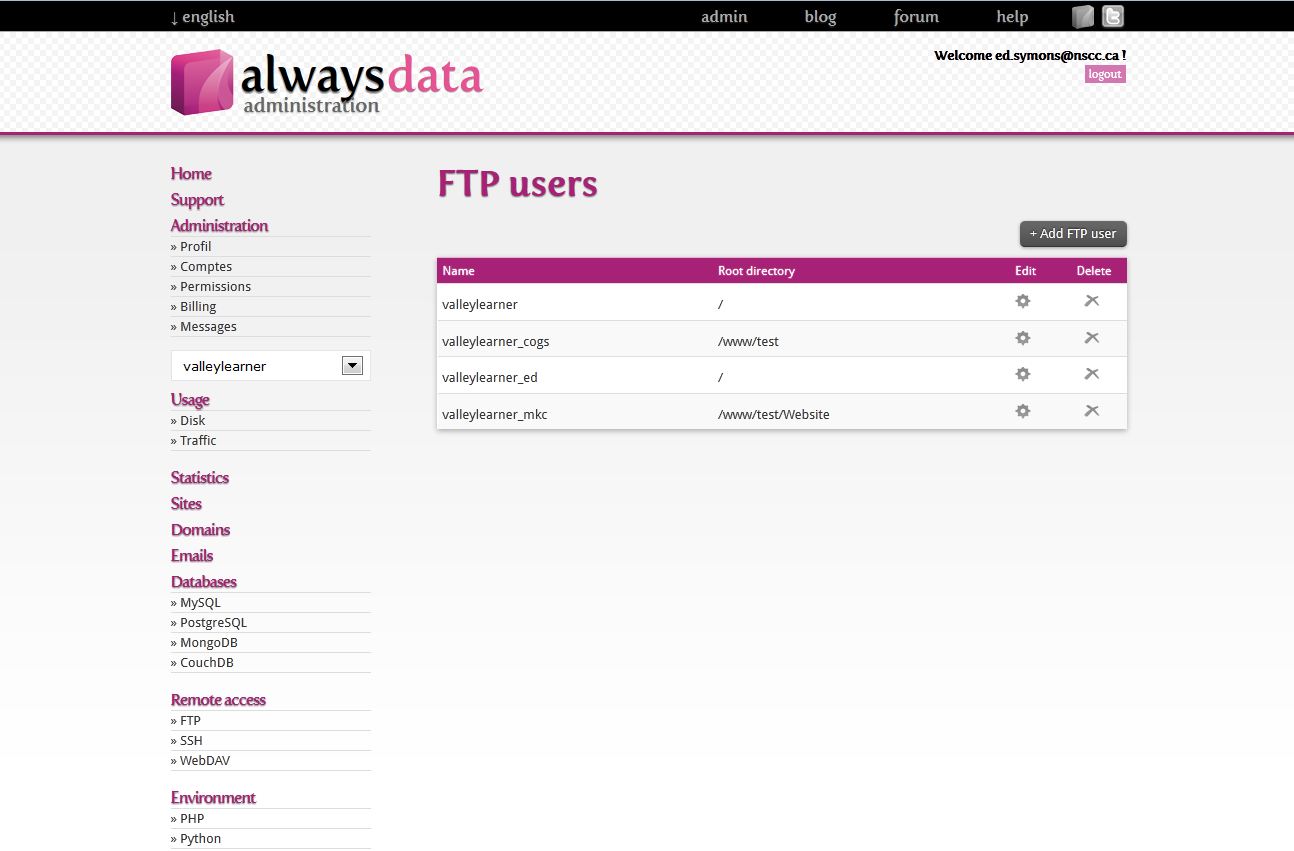 ↓ english admin blog forum help
Welcome ed.symons@nscc.ca !
logout
alwaysdata
administration
Home
Support
Administration
» Profil
» Comptes
» Permissions
» Billing
» Messages
valleylearner
Usage
» Disk
» Traffic
Statistics
Sites
Domains
Emails
Databases
» MySQL
» PostgreSQL
» MongoDB
» CouchDB
Remote access
» FTP
» SSH
» WebDAV
Environment
» PHP
» Python
FTP users
+ Add FTP user
Name Root directory Edit Delete
valleylearner /
valleylearner_cogs /www/test
valleylearner_ed /
valleylearner_mkc /www/test/Website